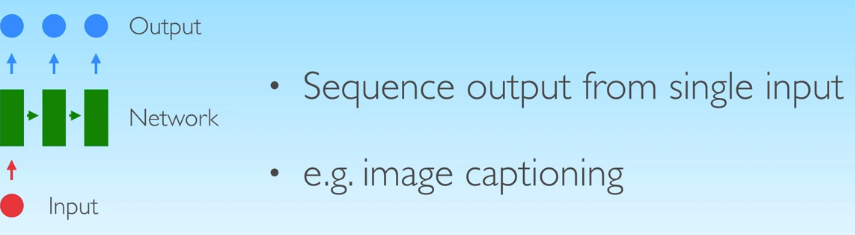 Output
Network
Input
• Sequence output from single input
• e.g. image captioning